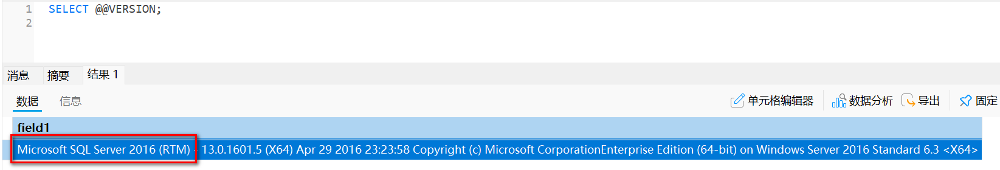 1 SELECT @@VERSION;
2
消息 摘要 结果 1
数据 信息 单元格编辑器 数据分析 导出 固定
field1
Microsoft SQL Server 2016 (RTM) - 13.0.1601.5 (X64) Apr 29 2016 23:23:58 Copyright (c) Microsoft CorporationEnterprise Edition (64-bit) on Windows Server 2016 Standard 6.3 <X64>